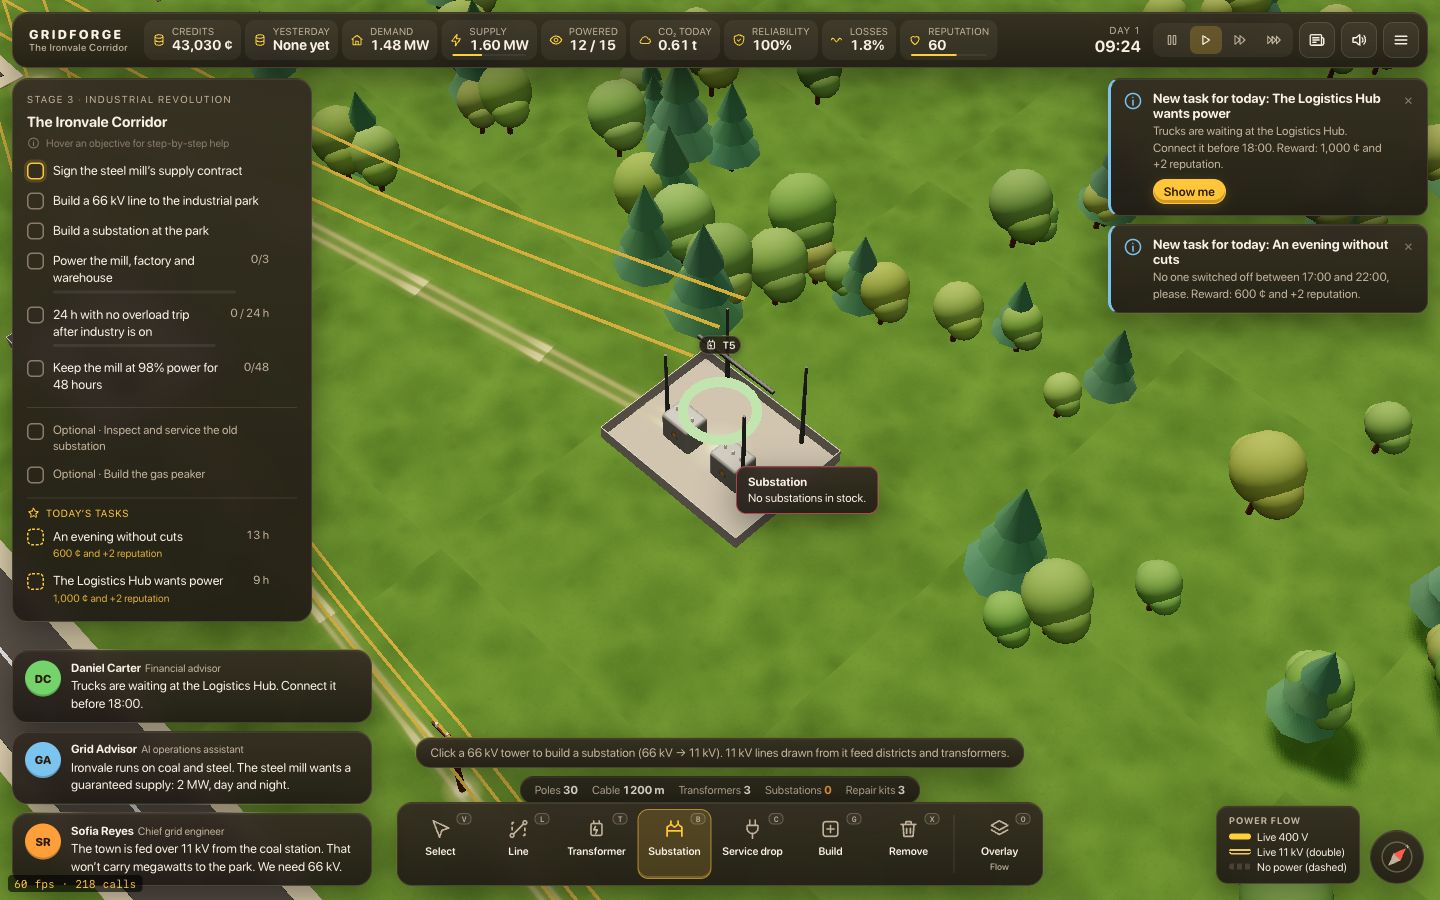 GRIDFORGE
The Ironvale Corridor
CREDITS
43,030 ¢
YESTERDAY
None yet
DEMAND
1.48 MW
SUPPLY
1.60 MW
POWERED
12 / 15
CO₂ TODAY
0.61 t
RELIABILITY
100%
LOSSES
1.8%
REPUTATION
60
DAY 1
09:24
STAGE 3 · INDUSTRIAL REVOLUTION
The Ironvale Corridor
Hover an objective for step-by-step help
Sign the steel mill's supply contract
Build a 66 kV line to the industrial park
Build a substation at the park
Power the mill, factory and 0/3
warehouse
24 h with no overload trip 0 / 24 h
after industry is on
Keep the mill at 98% power for 0/48
48 hours
Optional · Inspect and service the old
substation
Optional · Build the gas peaker
TODAY'S TASKS
An evening without cuts 13 h
600 ¢ and +2 reputation
The Logistics Hub wants power 9 h
1,000 ¢ and +2 reputation
New task for today: The Logistics Hub ×
wants power
Trucks are waiting at the Logistics Hub.
Connect it before 18:00. Reward: 1,000 ¢ and
+2 reputation.
Show me
New task for today: An evening without ×
cuts
No one switched off between 17:00 and 22:00,
please. Reward: 600 ¢ and +2 reputation.
T5
Substation
No substations in stock.
DC
Daniel Carter Financial advisor
Trucks are waiting at the Logistics Hub. Connect it
before 18:00.
GA
Grid Advisor AI operations assistant
Ironvale runs on coal and steel. The steel mill wants a
guaranteed supply: 2 MW, day and night.
SR
Sofia Reyes Chief grid engineer
The town is fed over 11 kV from the coal station. That
won't carry megawatts to the park. We need 66 kV.
60 fps · 218 calls
Click a 66 kV tower to build a substation (66 kV → 11 kV). 11 kV lines drawn from it feed districts and transformers.
Poles 30 Cable 1200 m Transformers 3 Substations 0 Repair kits 3
V
Select
L
Line
T
Transformer
B
Substation
C
Service drop
G
Build
X
Remove
O
Overlay
Flow
POWER FLOW
Live 400 V
Live 11 kV (double)
No power (dashed)